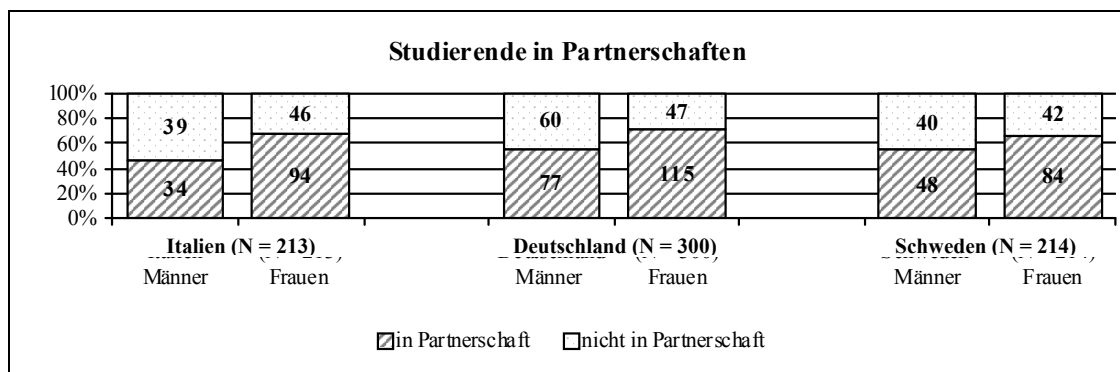 Studierende in Partnerschaften
100%
80%
60%
40%
20%
0%
39 46 60 47 40 42
34 94 77 115 48 84
Italien (N = 213) Deutschland (N = 300) Schweden (N = 214)
Männer Frauen Männer Frauen Männer Frauen
in Partnerschaft nicht in Partnerschaft